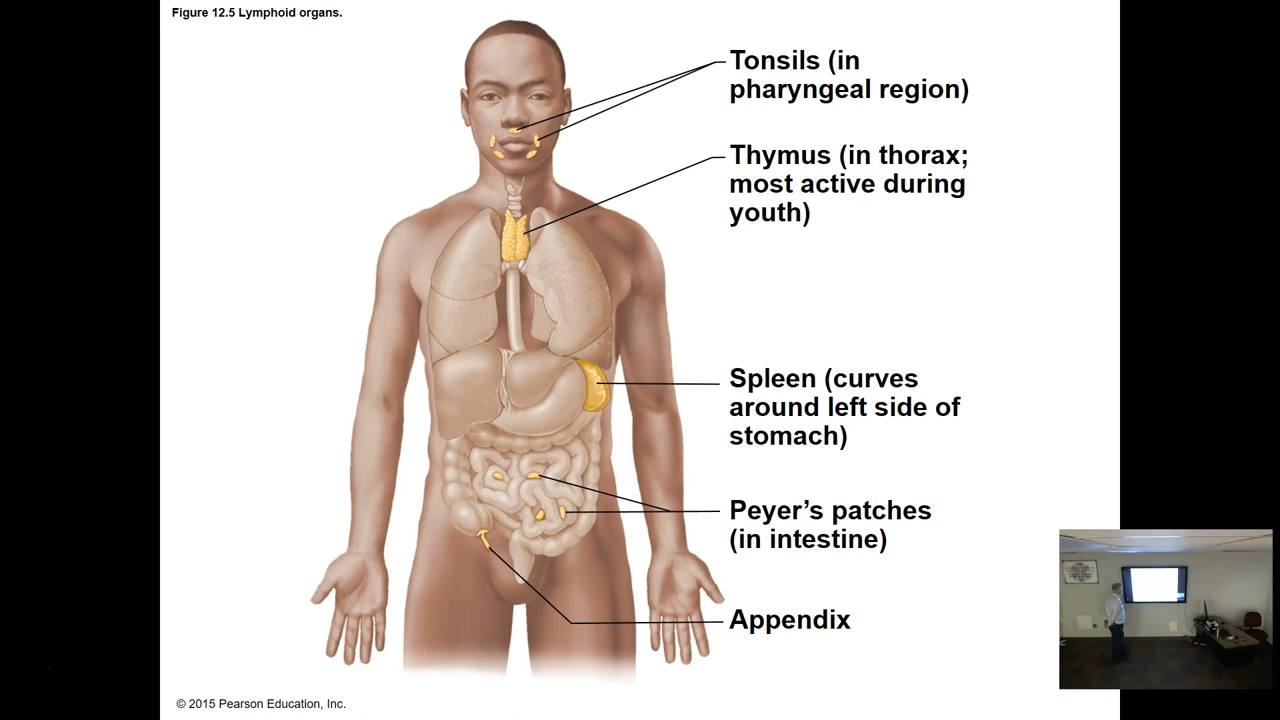 Figure 12.5 Lymphoid organs.
Tonsils (in
pharyngeal region)
Thymus (in thorax;
most active during
youth)
Spleen (curves
around left side of
stomach)
Peyer’s patches
(in intestine)
Appendix
© 2015 Pearson Education, Inc.